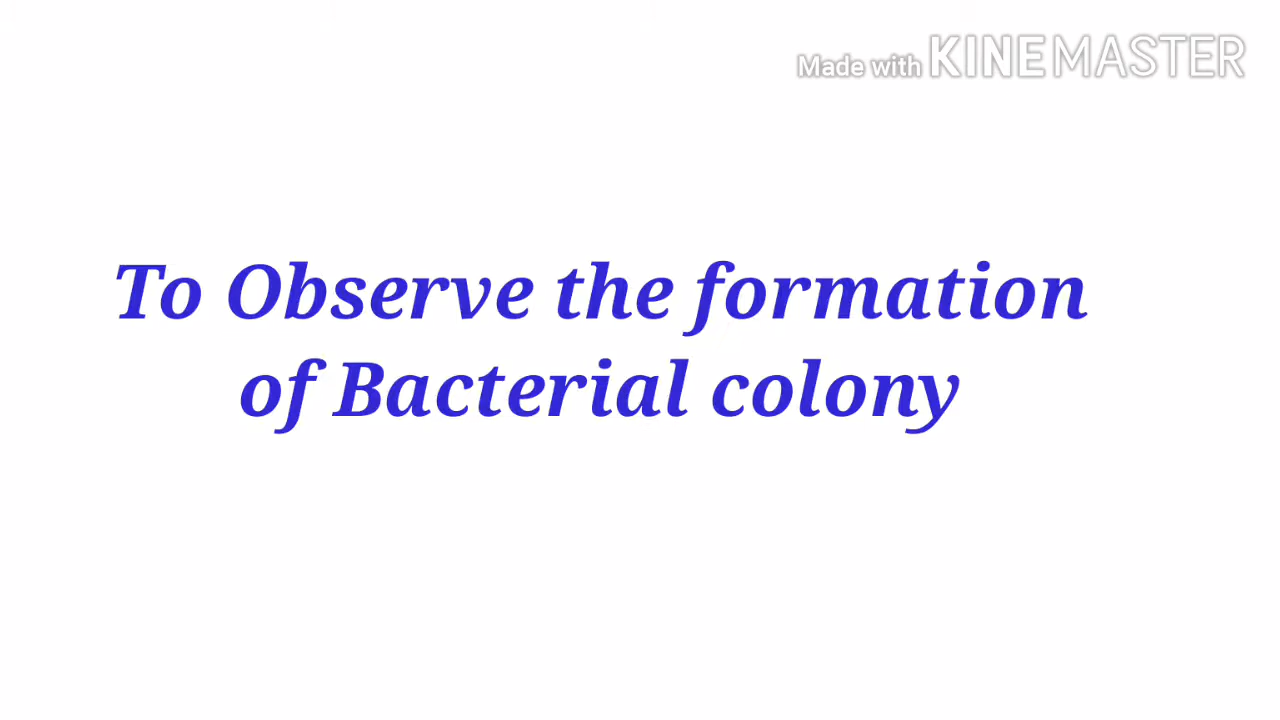 Made with KINEMASTER
To Observe the formation
of Bacterial colony